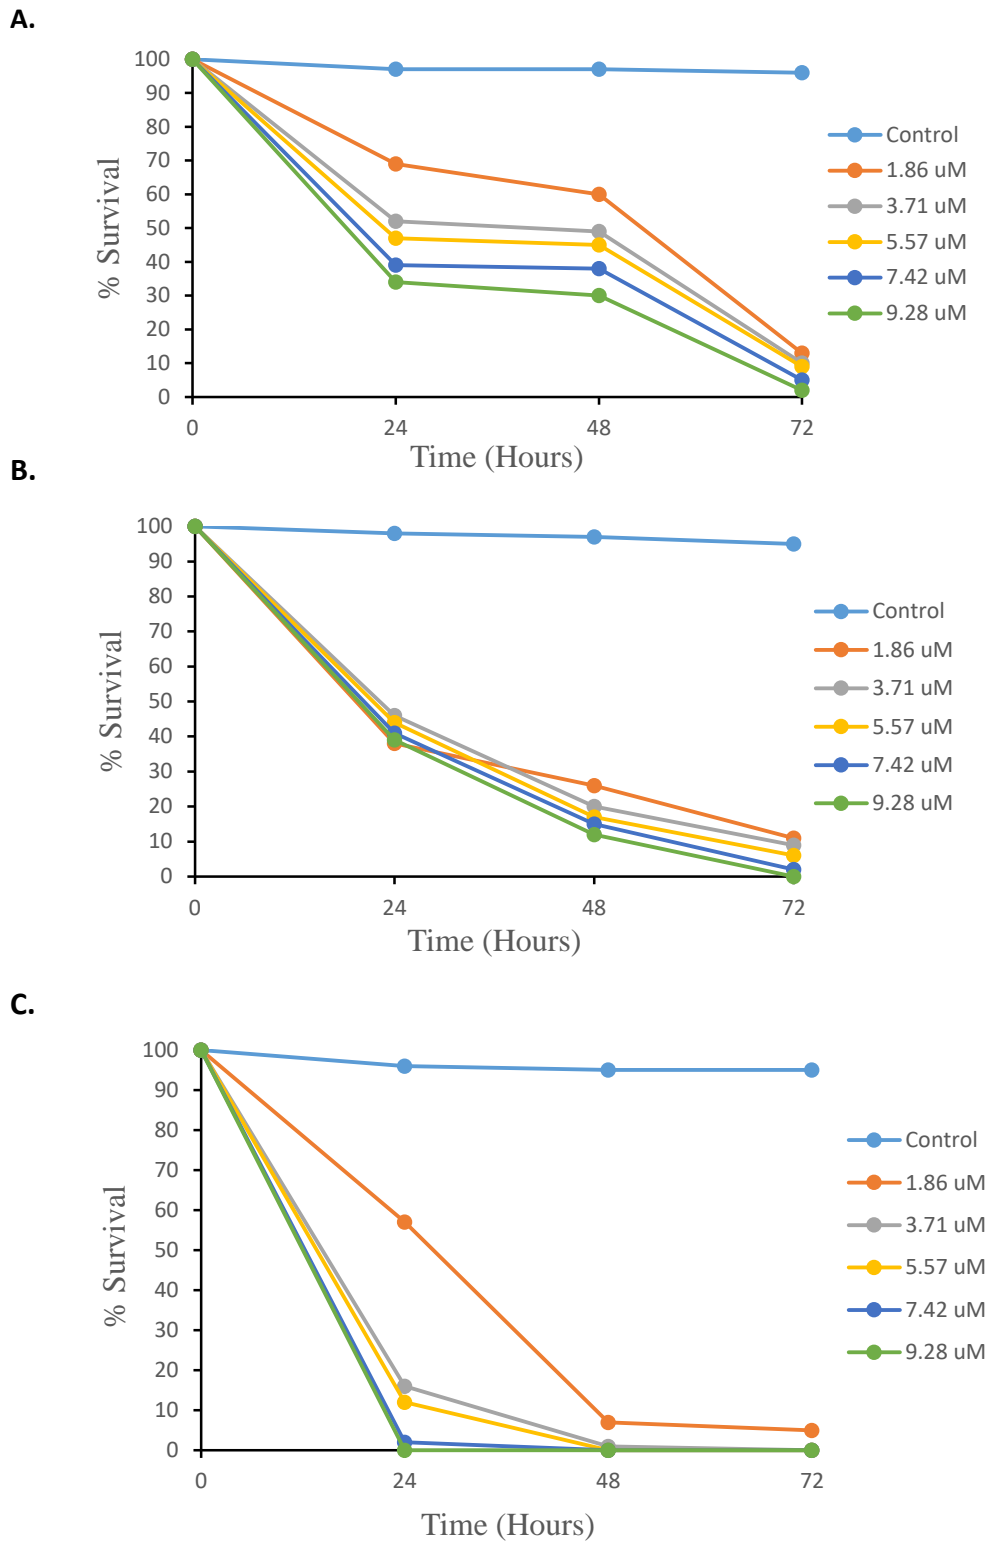 A.
100
90
80
70
60
50
40
30
20
10
0
% Survival
0 24 48 72
Time (Hours)
Control
1.86 uM
3.71 uM
5.57 uM
7.42 uM
9.28 uM
B.
100
90
80
70
60
50
40
30
20
10
0
% Survival
0 24 48 72
Time (Hours)
Control
1.86 uM
3.71 uM
5.57 uM
7.42 uM
9.28 uM
C.
100
90
80
70
60
50
40
30
20
10
0
% Survival
0 24 48 72
Time (Hours)
Control
1.86 uM
3.71 uM
5.57 uM
7.42 uM
9.28 uM